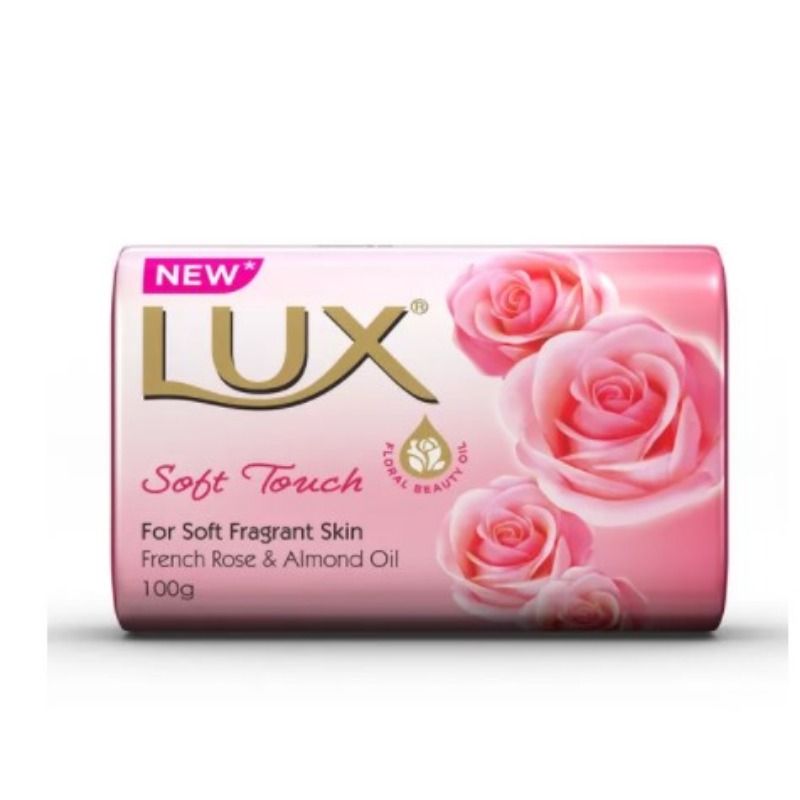 NEW*
LUX®
Soft Touch
FLORAL BEAUTY OIL
For Soft Fragrant Skin
French Rose & Almond Oil
100g